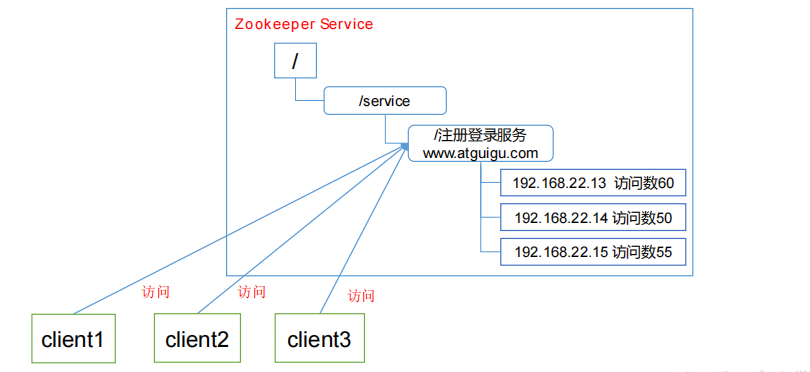 Zookeeper Service
/
/service
/注册登录服务
www.atguigu.com
192.168.22.13 访问数60
192.168.22.14 访问数50
192.168.22.15 访问数55
访问
访问
访问
client1
client2
client3